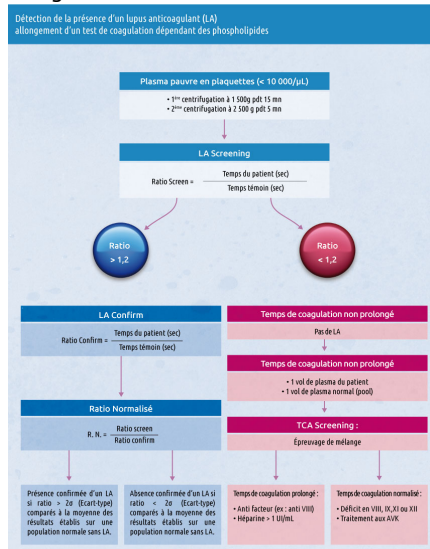 Détection de la présence d'un lupus anticoagulant (LA)
allongement d'un test de coagulation dépendant des phospholipides
Plasma pauvre en plaquettes (< 10 000/µL)
• 1ère centrifugation à 1 500g pdt 15 mn
• 2ème centrifugation à 2 500 g pdt 5 mn
LA Screening
Ratio Screen =
Temps du patient (sec)
Temps témoin (sec)
Ratio
> 1,2
Ratio
< 1,2
LA Confirm
Ratio Confirm =
Temps du patient (sec)
Temps témoin (sec)
Ratio Normalisé
R. N. =
Ratio screen
Ratio confirm
Présence confirmée d'un LA
si ratio > 2σ (Ecart-type)
comparés à la moyenne des
résultats établis sur une
population normale sans LA.
Absence confirmée d'un LA si
ratio < 2σ (Ecart-type)
comparés à la moyenne des
résultats établis sur une
population normale sans LA.
Temps de coagulation non prolongé
Pas de LA
Temps de coagulation non prolongé
• 1 vol de plasma du patient
• 1 vol de plasma normal (pool)
TCA Screening :
Épreuvage de mélange
Temps de coagulation prolongé :
• Anti facteur (ex : anti VIII)
• Héparine > 1 UI/mL
Temps de coagulation normalisé :
• Déficit en VIII, IX,XI ou XII
• Traitement aux AVK